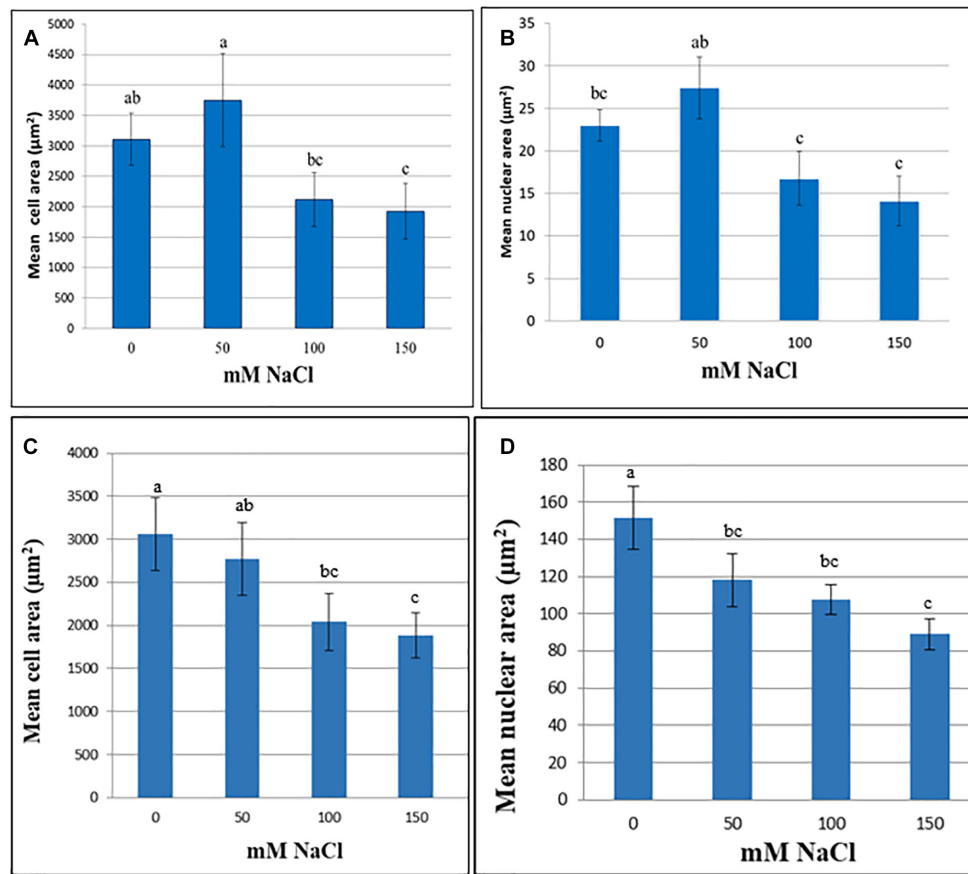 A
Mean cell area (µm²)
5000
4500
4000
3500
3000
2500
2000
1500
1000
500
0
ab
a
bc
c
0 50 100 150
mM NaCl
B
Mean nuclear area (µm²)
35
30
25
20
15
10
5
0
bc
ab
c
c
0 50 100 150
mM NaCl
C
Mean cell area (µm²)
4000
3500
3000
2500
2000
1500
1000
500
0
a
ab
bc
c
0 50 100 150
mM NaCl
D
Mean nuclear area (µm²)
180
160
140
120
100
80
60
40
20
0
a
bc
bc
c
0 50 100 150
mM NaCl